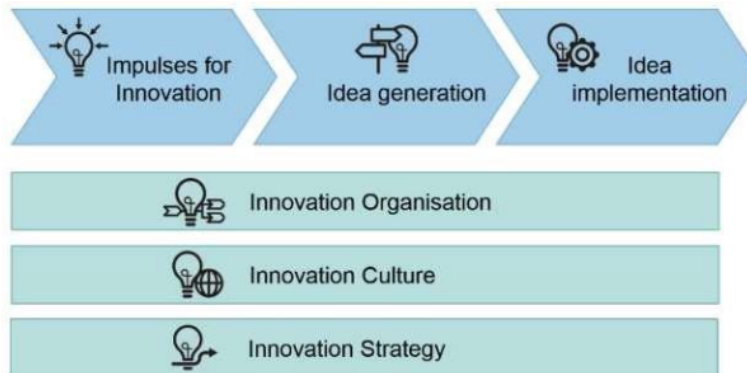 Impulses for
Innovation
Idea generation
Idea
implementation
Innovation Organisation
Innovation Culture
Innovation Strategy